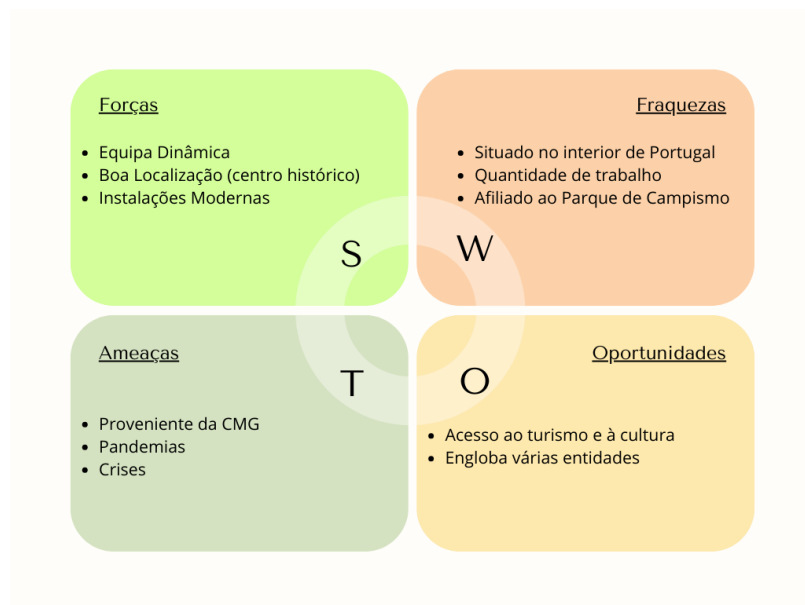 Forças
• Equipa Dinâmica
• Boa Localização (centro histórico)
• Instalações Modernas
S
Fraquezas
• Situado no interior de Portugal
• Quantidade de trabalho
• Afiliado ao Parque de Campismo
W
Ameaças
• Proveniente da CMG
• Pandemias
• Crises
T
Oportunidades
• Acesso ao turismo e à cultura
• Engloba várias entidades
O